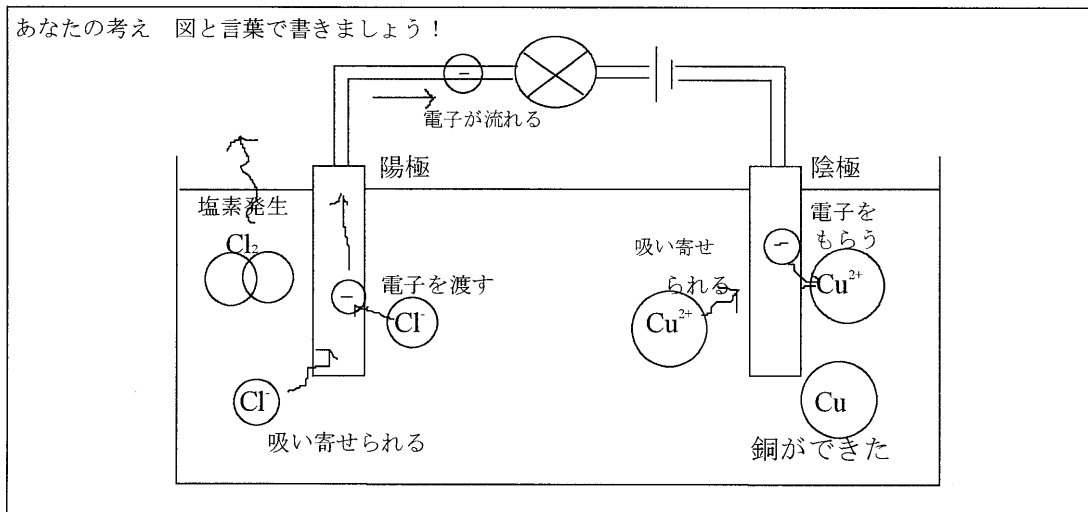 あなたの考え　図と言葉で書きましょう！
－
電子が流れる
陽極
陰極
塩素発生
Cl₂
電子を
もらう
－
吸い寄せ
られる
Cu²⁺
Cu²⁺
電子を渡す
－
Cl⁻
Cl⁻
吸い寄せられる
Cu
銅ができた